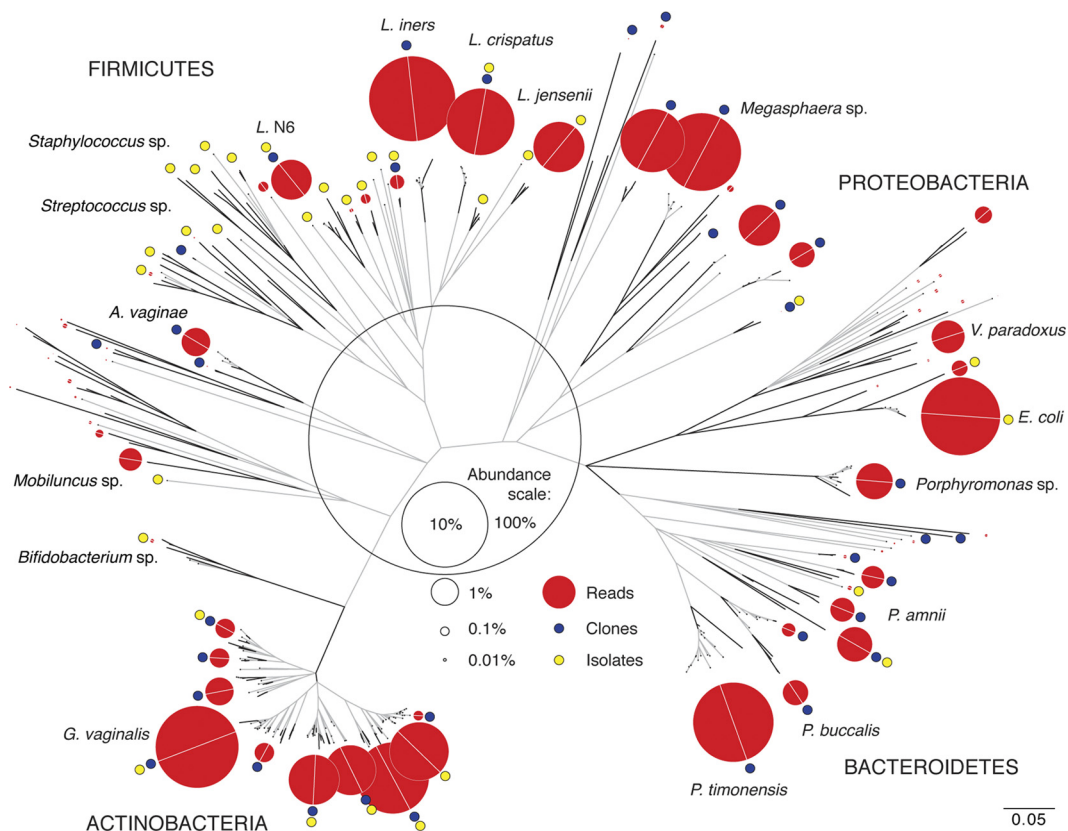 L. iners
L. crispatus
FIRMICUTES
L. jensenii
Megasphaera sp.
L. N6
Staphylococcus sp.
PROTEOBACTERIA
Streptococcus sp.
A. vaginae
V. paradoxus
E. coli
Abundance
scale:
Mobiluncus sp.
Porphyromonas sp.
10%
100%
Bifidobacterium sp.
1%
Reads
P. amnii
0.1%
Clones
0.01%
Isolates
G. vaginalis
P. buccalis
BACTEROIDETES
P. timonensis
ACTINOBACTERIA
0.05